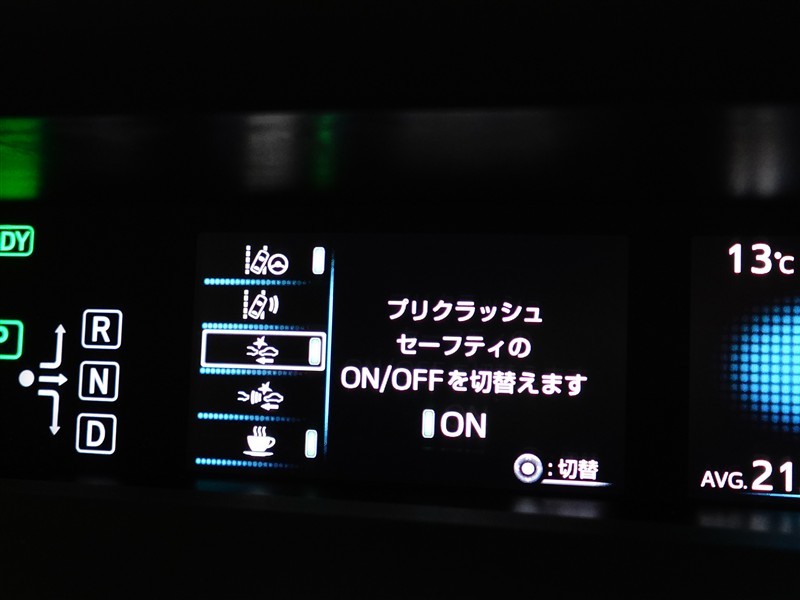 DY
P
R
N
D
プリクラッシュ
セーフティの
ON/OFFを切替えます
ON
:切替
13℃
AVG.21